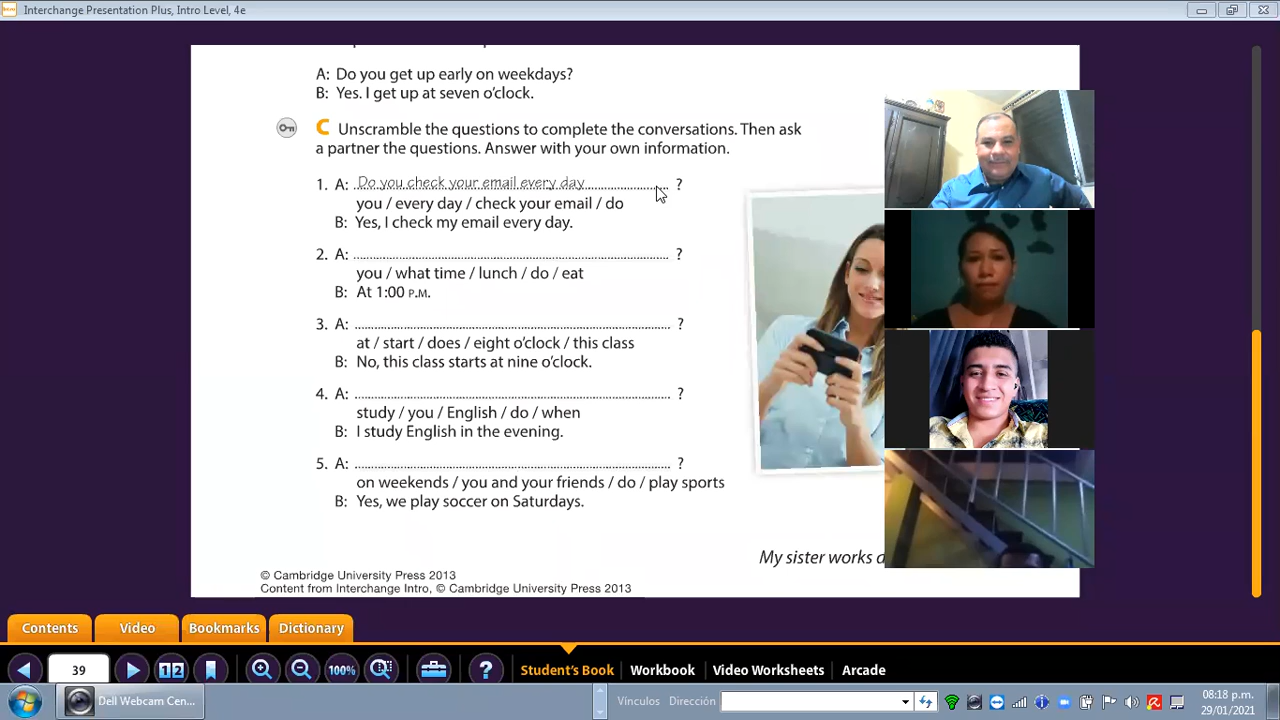 Interchange Presentation Plus, Intro Level, 4e
A: Do you get up early on weekdays?
B: Yes. I get up at seven o'clock.
C Unscramble the questions to complete the conversations. Then ask
a partner the questions. Answer with your own information.
1. A: Do you check your email every day ?
you / every day / check your email / do
B: Yes, I check my email every day.
2. A: ?
you / what time / lunch / do / eat
B: At 1:00 P.M.
3. A: ?
at / start / does / eight o'clock / this class
B: No, this class starts at nine o'clock.
4. A: ?
study / you / English / do / when
B: I study English in the evening.
5. A: ?
on weekends / you and your friends / do / play sports
B: Yes, we play soccer on Saturdays.
My sister works
© Cambridge University Press 2013
Content from Interchange Intro, © Cambridge University Press 2013
Contents Video Bookmarks Dictionary
39 12 100% ? Student's Book Workbook Video Worksheets Arcade
Dell Webcam Cen... Vínculos Dirección 08:18 p.m.
29/01/2021